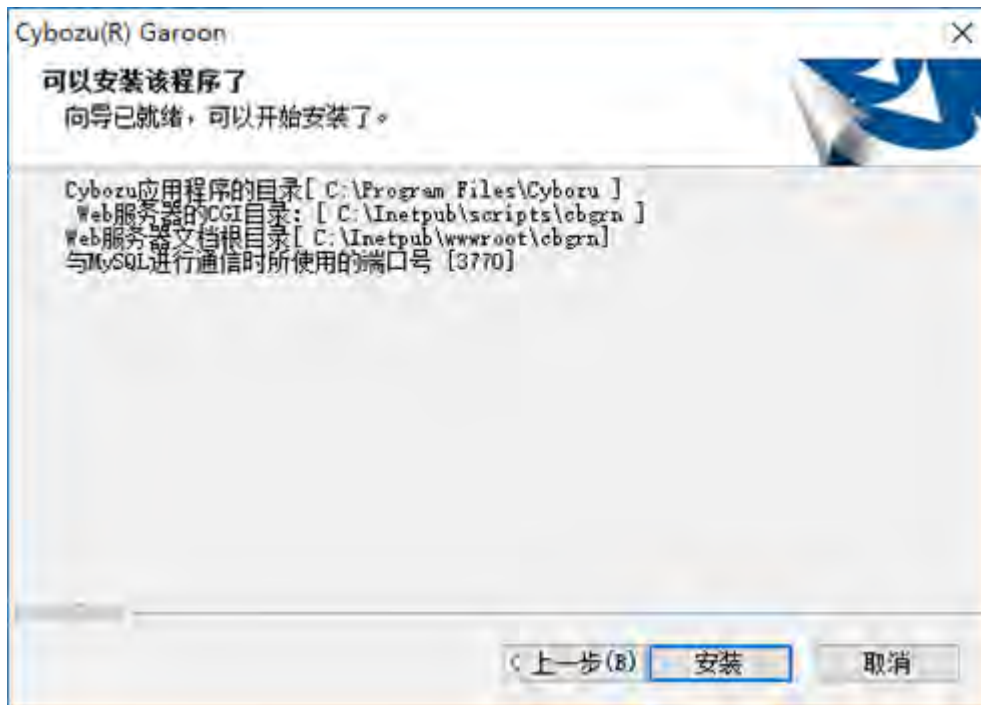 Cybozu(R) Garoon
可以安装该程序了
向导已就绪，可以开始安装了。
Cybozu应用程序的目录[ C:\Program Files\Cybozu ]
Web服务器的CGI目录: [ C:\Inetpub\scripts\cbgrn ]
Web服务器文档根目录[ C:\Inetpub\wwwroot\cbgrn]
与MySQL进行通信时所使用的端口号 [3770]
< 上一步(B) 安装 取消